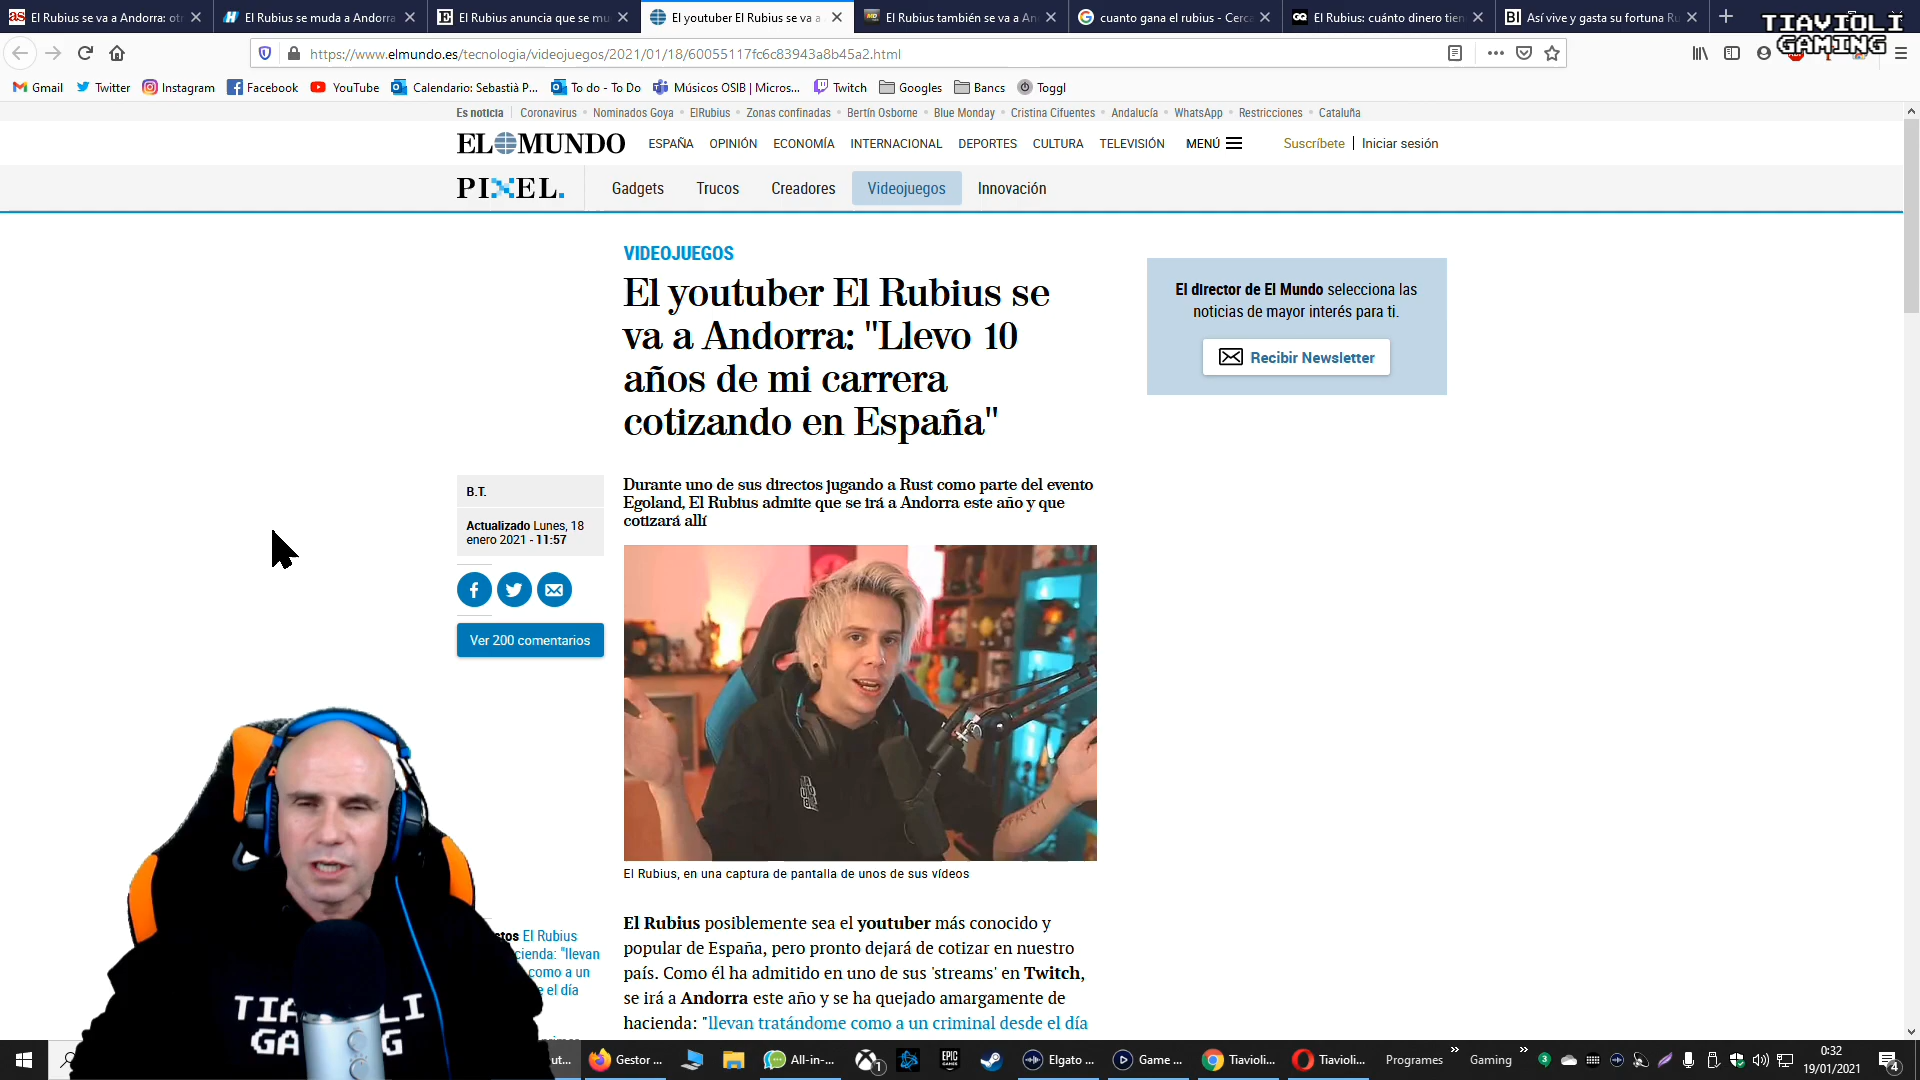 El Rubius se va a Andorra: otr
El Rubius se muda a Andorra
El Rubius anuncia que se mu
El youtuber El Rubius se va a
El Rubius también se va a An
cuanto gana el rubius - Cerca
El Rubius: cuánto dinero tien
Así vive y gasta su fortuna Ru
TIAVIOLI
GAMING
https://www.elmundo.es/tecnologia/videojuegos/2021/01/18/60055117fc6c83943a8b45a2.html
Gmail
Twitter
Instagram
Facebook
YouTube
Calendario: Sebastià P...
To do - To Do
Músicos OSIB | Micros...
Twitch
Googles
Bancs
Toggl
Es noticia
Coronavirus
Nominados Goya
ElRubius
Zonas confinadas
Bertín Osborne
Blue Monday
Cristina Cifuentes
Andalucía
WhatsApp
Restricciones
Cataluña
EL MUNDO
ESPAÑA
OPINIÓN
ECONOMÍA
INTERNACIONAL
DEPORTES
CULTURA
TELEVISIÓN
MENÚ
Suscríbete
Iniciar sesión
PIXEL.
Gadgets
Trucos
Creadores
Videojuegos
Innovación
VIDEOJUEGOS
El youtuber El Rubius se
va a Andorra: "Llevo 10
años de mi carrera
cotizando en España"
El director de El Mundo selecciona las
noticias de mayor interés para ti.
Recibir Newsletter
B.T.
Actualizado Lunes, 18
enero 2021 - 11:57
Ver 200 comentarios
Durante uno de sus directos jugando a Rust como parte del evento
Egoland, El Rubius admite que se irá a Andorra este año y que
cotizará allí
El Rubius, en una captura de pantalla de unos de sus vídeos
El Rubius posiblemente sea el youtuber más conocido y
popular de España, pero pronto dejará de cotizar en nuestro
país. Como él ha admitido en uno de sus 'streams' en Twitch,
se irá a Andorra este año y se ha quejado amargamente de
hacienda: "llevan tratándome como a un criminal desde el día
tos El Rubius
cienda: "llevan
como a un
e el día
TIAVIOLI
GAMING
ut...
Gestor ...
All-in-...
1
EPIC
GAMES
Elgato ...
Game ...
Tiavioli...
Tiavioli...
Programes
Gaming
3
0:32
19/01/2021
4